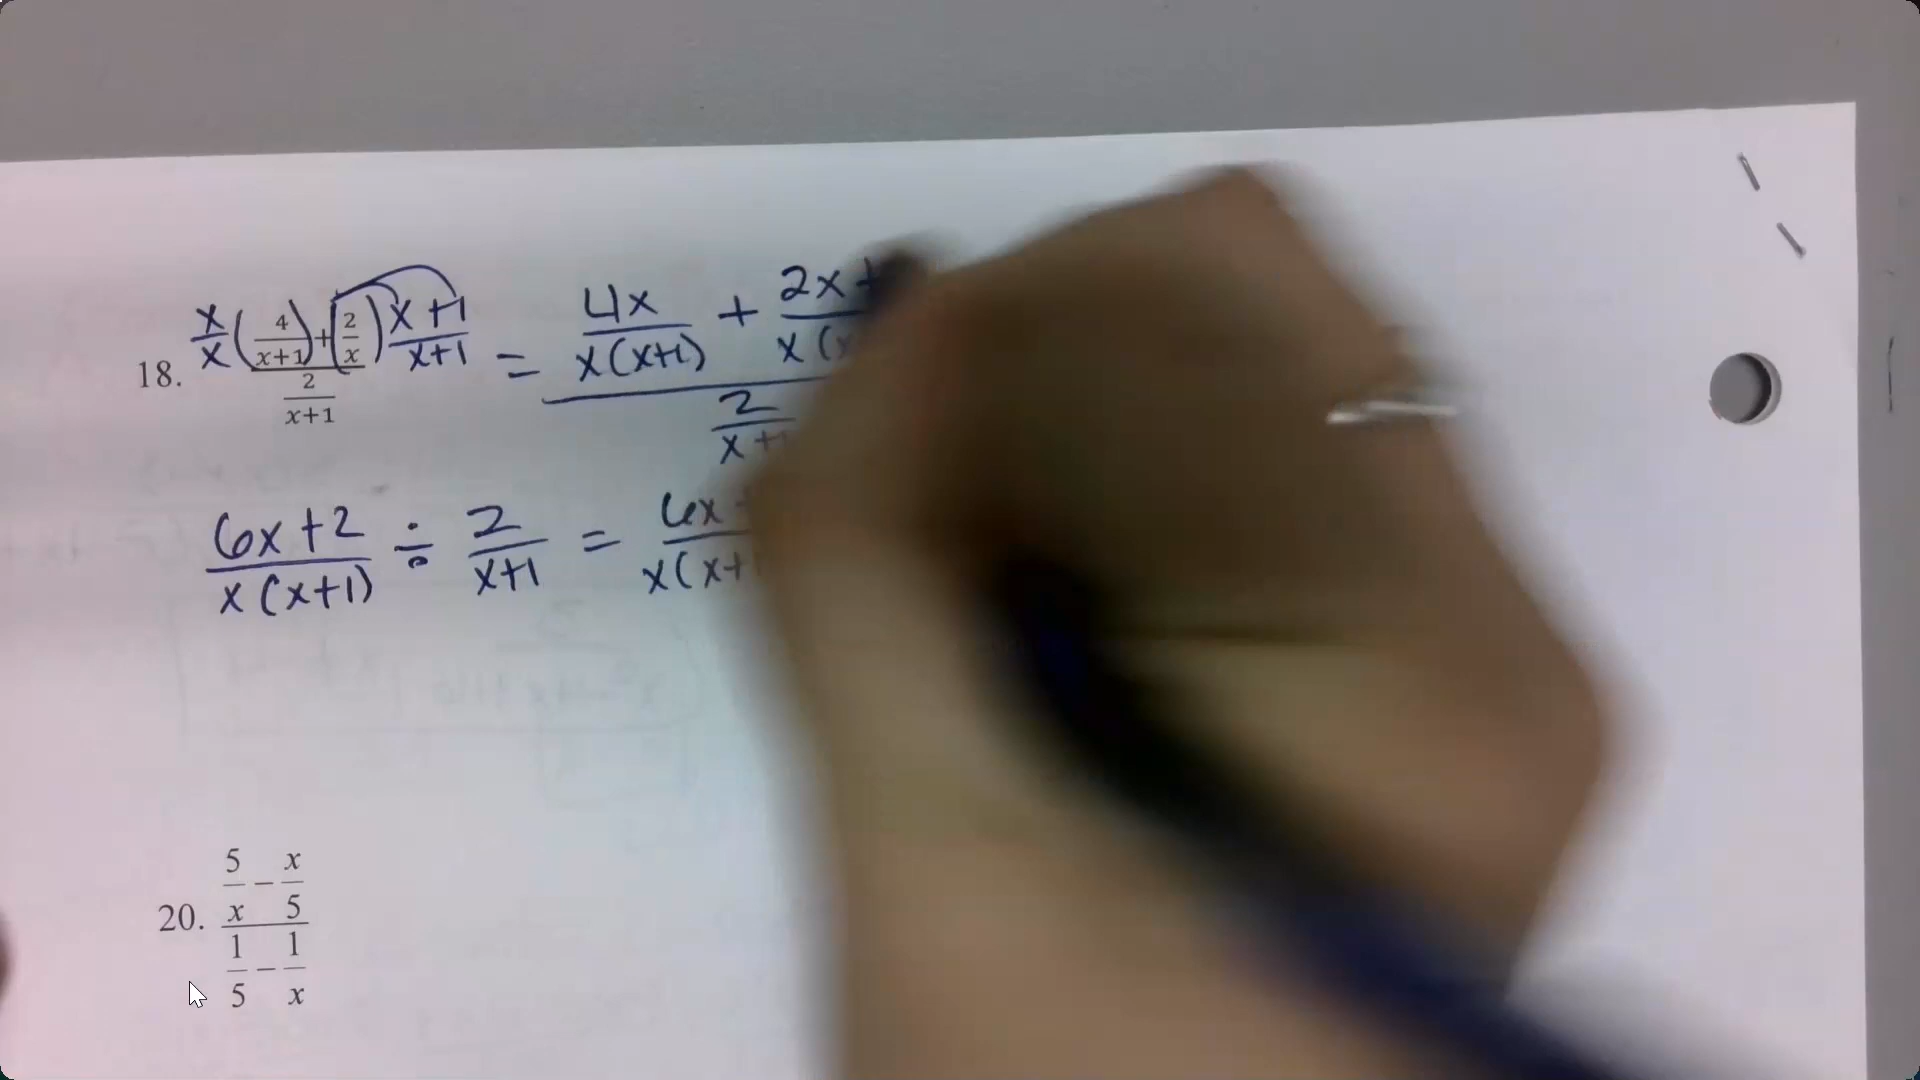 18. x/x (4/(x+1)) + (2/x) (x+1)/(x+1) = (4x/(x(x+1)) + (2x+)/(x(x)) / (2/(x+1))
(6x+2)/(x(x+1)) ÷ 2/(x+1) = 6x/(x(x+1
20. (5/x − x/5) / (1/5 − 1/x)